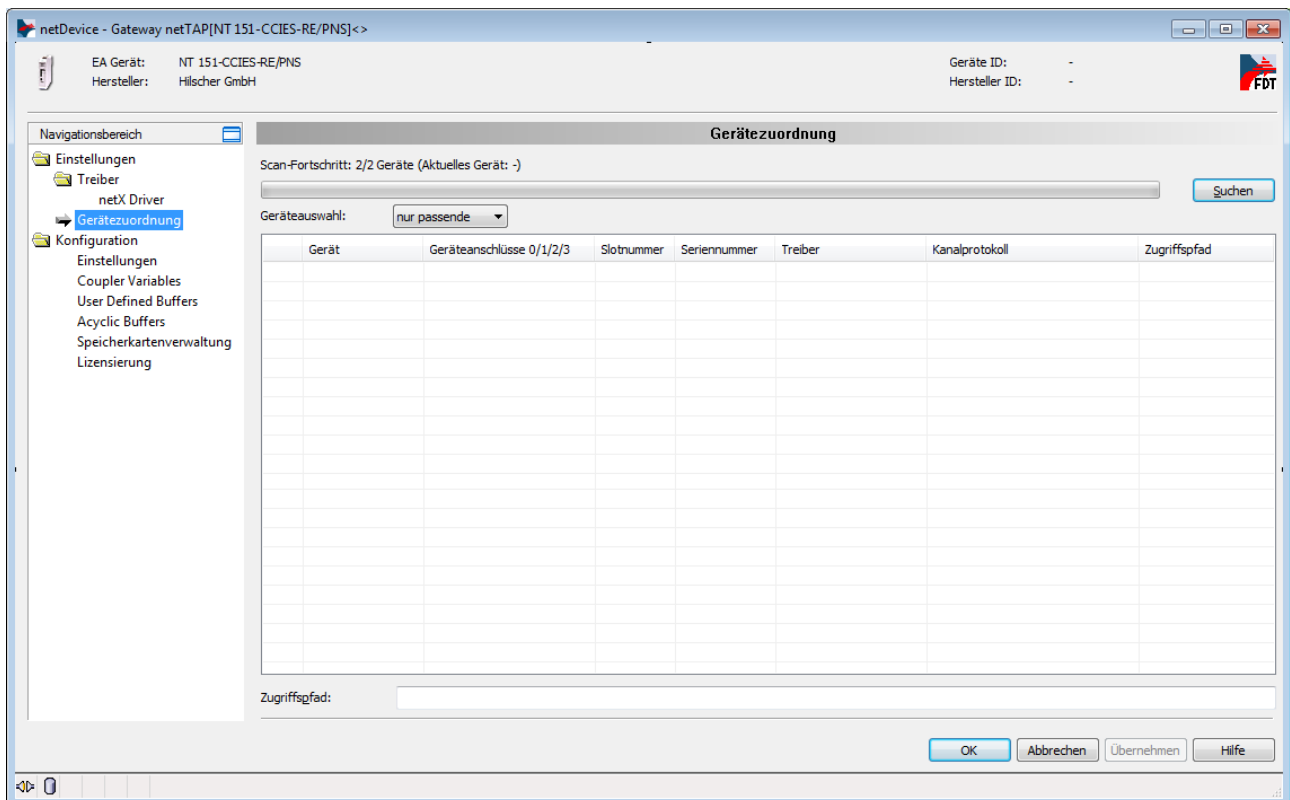 netDevice - Gateway netTAP[NT 151-CCIES-RE/PNS]<>
EA Gerät: NT 151-CCIES-RE/PNS
Geräte ID: -
Hersteller: Hilscher GmbH
Hersteller ID: -
FDT
Navigationsbereich
Einstellungen
Treiber
netX Driver
Gerätezuordnung
Konfiguration
Einstellungen
Coupler Variables
User Defined Buffers
Acyclic Buffers
Speicherkartenverwaltung
Lizensierung
Gerätezuordnung
Scan-Fortschritt: 2/2 Geräte (Aktuelles Gerät: -)
Suchen
Geräteauswahl: nur passende
Gerät Geräteanschlüsse 0/1/2/3 Slotnummer Seriennummer Treiber Kanalprotokoll Zugriffspfad
Zugriffspfad:
OK Abbrechen Übernehmen Hilfe